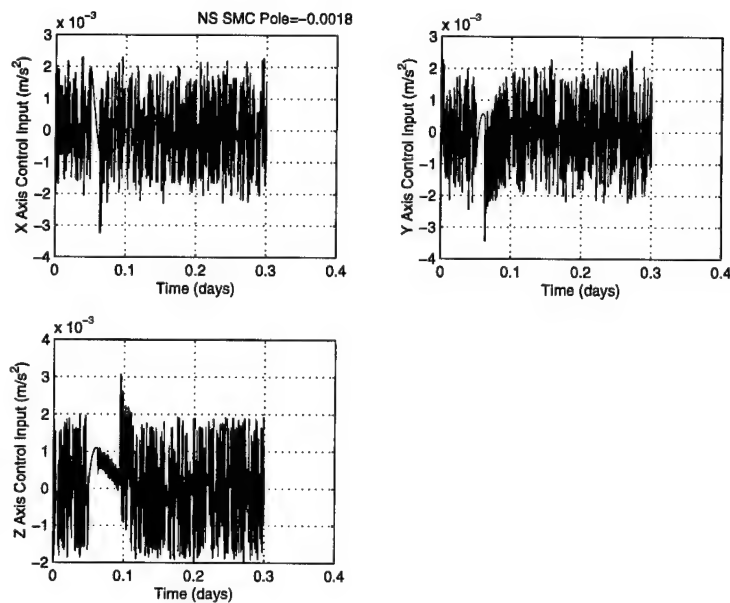 x 10⁻³ NS SMC Pole=−0.0018
3
2
1
0
−1
−2
−3
−4
X Axis Control Input (m/s²)
0 0.1 0.2 0.3 0.4
Time (days)
x 10⁻³
3
2
1
0
−1
−2
−3
−4
Y Axis Control Input (m/s²)
0 0.1 0.2 0.3 0.4
Time (days)
x 10⁻³
4
3
2
1
0
−1
−2
Z Axis Control Input (m/s²)
0 0.1 0.2 0.3 0.4
Time (days)